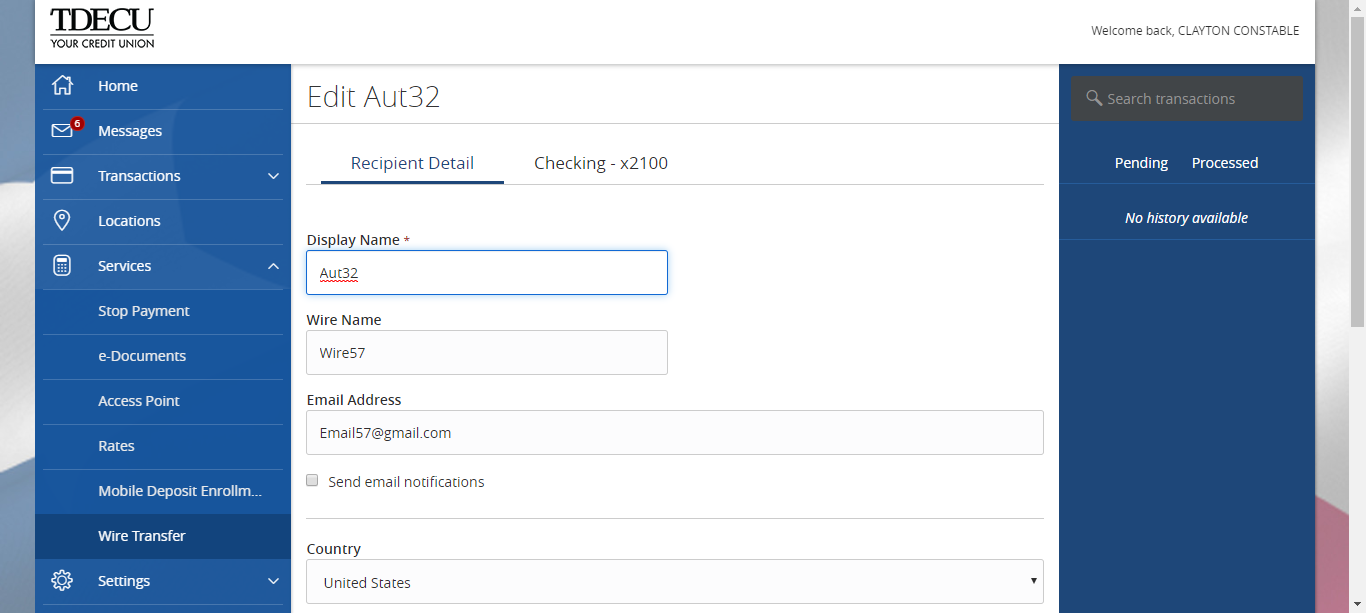 TDECU
YOUR CREDIT UNION
Welcome back, CLAYTON CONSTABLE
Home
6
Messages
Transactions
Locations
Services
Stop Payment
e-Documents
Access Point
Rates
Mobile Deposit Enrollm...
Wire Transfer
Settings
Edit Aut32
Recipient Detail
Checking - x2100
Display Name *
Aut32
Wire Name
Wire57
Email Address
Email57@gmail.com
Send email notifications
Country
United States
Search transactions
Pending Processed
No history available